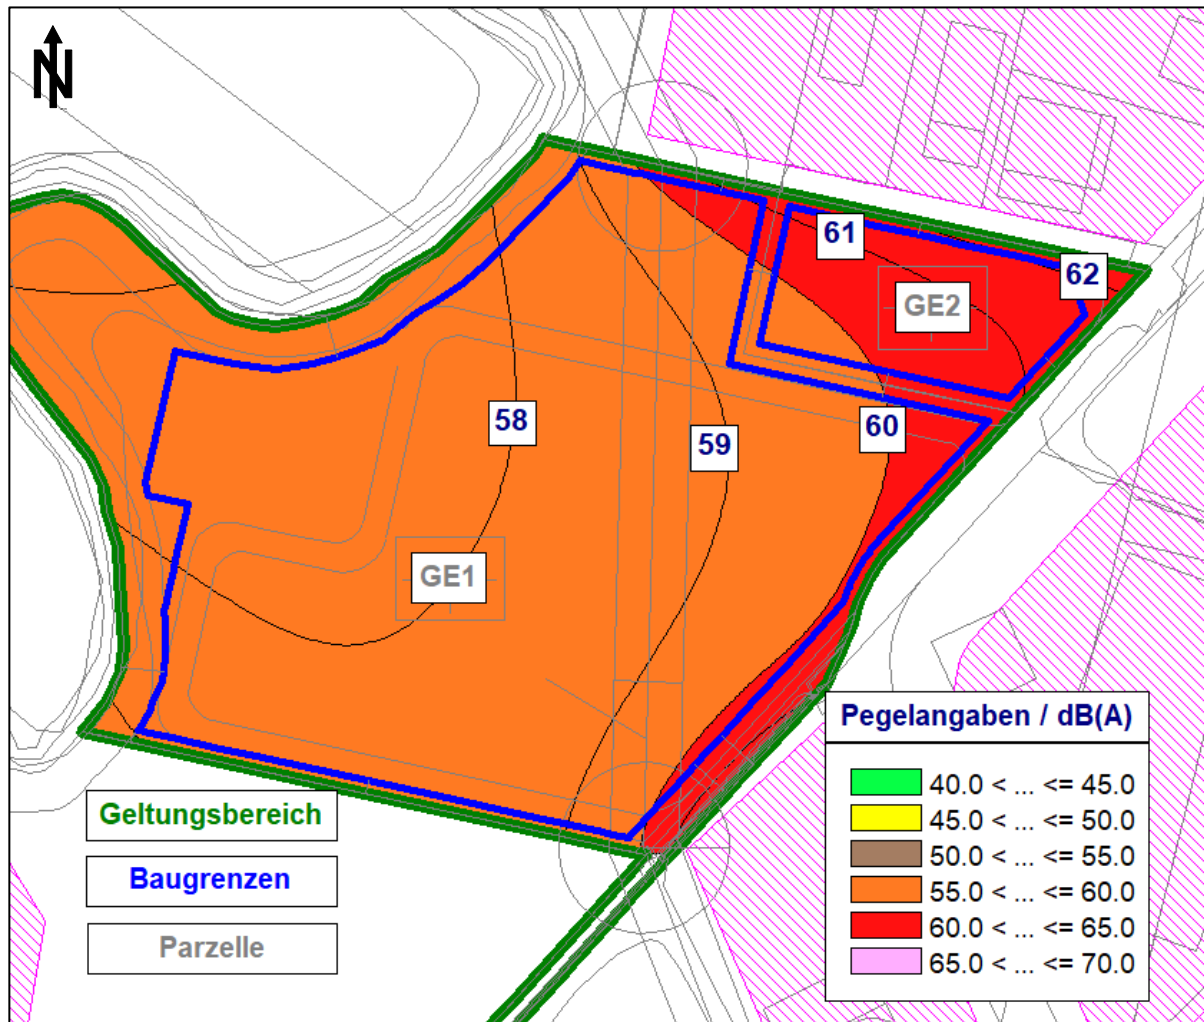 N
61
62
GE2
58
59
60
GE1
Pegelangaben / dB(A)
40.0 < ... <= 45.0
45.0 < ... <= 50.0
50.0 < ... <= 55.0
55.0 < ... <= 60.0
60.0 < ... <= 65.0
65.0 < ... <= 70.0
Geltungsbereich
Baugrenzen
Parzelle